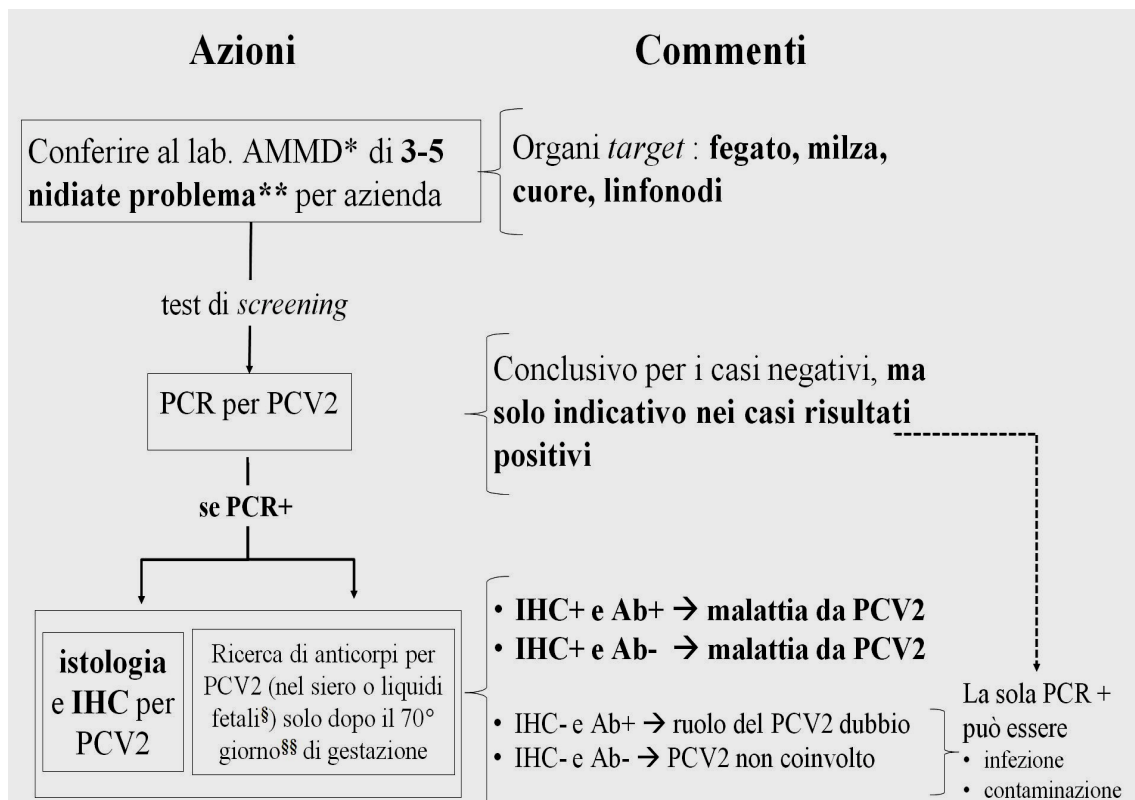 Azioni
Commenti
Conferire al lab. AMMD* di 3-5
nidiate problema** per azienda
Organi target : fegato, milza,
cuore, linfonodi
test di screening
PCR per PCV2
Conclusivo per i casi negativi, ma
solo indicativo nei casi risultati
positivi
se PCR+
istologia
e IHC per
PCV2
Ricerca di anticorpi per
PCV2 (nel siero o liquidi
fetali§) solo dopo il 70°
giorno§§ di gestazione
• IHC+ e Ab+ → malattia da PCV2
• IHC+ e Ab- → malattia da PCV2
• IHC- e Ab+ → ruolo del PCV2 dubbio
• IHC- e Ab- → PCV2 non coinvolto
La sola PCR +
può essere
• infezione
• contaminazione